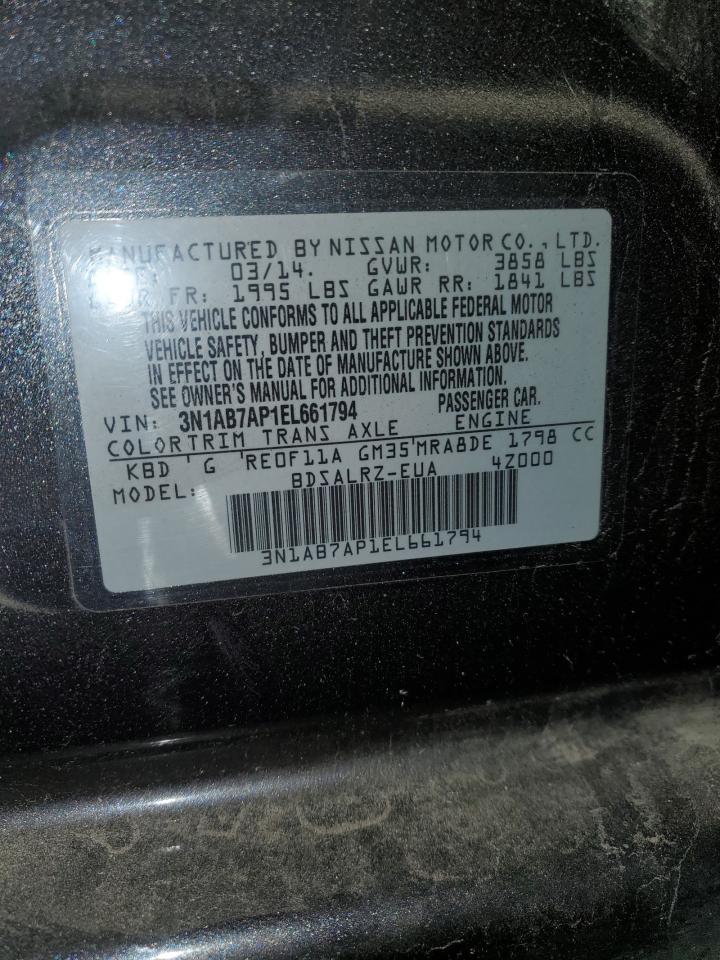 MANUFACTURED BY NISSAN MOTOR CO., LTD.
DATE: 03/14. GVWR: 3858 LBS
GAWR FR: 1995 LBS GAWR RR: 1841 LBS
THIS VEHICLE CONFORMS TO ALL APPLICABLE FEDERAL MOTOR
VEHICLE SAFETY, BUMPER AND THEFT PREVENTION STANDARDS
IN EFFECT ON THE DATE OF MANUFACTURE SHOWN ABOVE.
SEE OWNER'S MANUAL FOR ADDITIONAL INFORMATION.
VIN: 3N1AB7AP1EL661794 PASSENGER CAR.
COLORTRIM TRANS AXLE ENGINE
KBD G RE0F11A GM35 MRA8DE 1798 CC
MODEL: BDSALRZ-EUA 4Z000
3N1AB7AP1EL661794